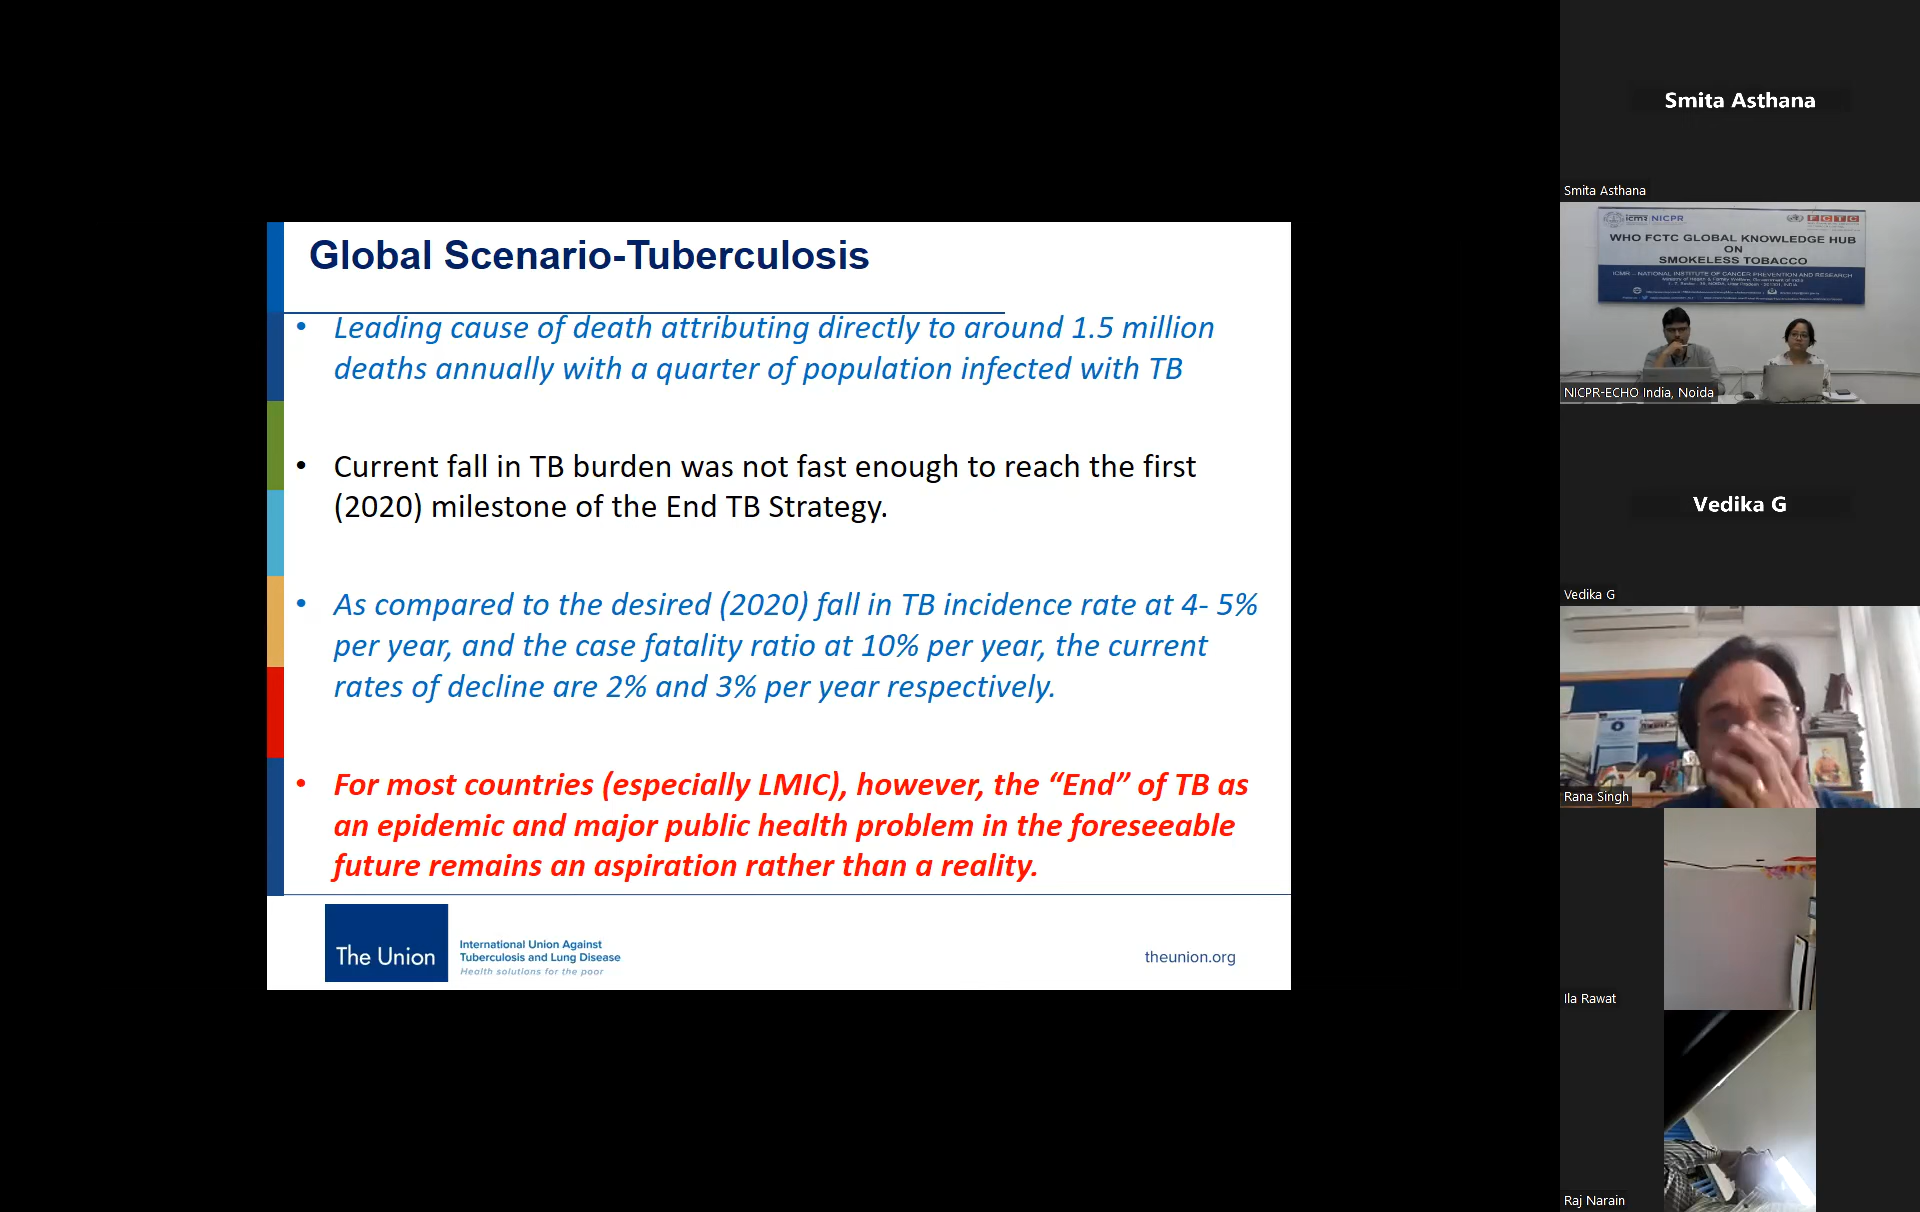 Global Scenario-Tuberculosis
• Leading cause of death attributing directly to around 1.5 million
deaths annually with a quarter of population infected with TB
• Current fall in TB burden was not fast enough to reach the first
(2020) milestone of the End TB Strategy.
• As compared to the desired (2020) fall in TB incidence rate at 4- 5%
per year, and the case fatality ratio at 10% per year, the current
rates of decline are 2% and 3% per year respectively.
• For most countries (especially LMIC), however, the “End” of TB as
an epidemic and major public health problem in the foreseeable
future remains an aspiration rather than a reality.
The Union
International Union Against
Tuberculosis and Lung Disease
Health solutions for the poor
theunion.org
Smita Asthana
Smita Asthana
icmr NICPR
FCTC
WHO FCTC GLOBAL KNOWLEDGE HUB
ON
SMOKELESS TOBACCO
ICMR - NATIONAL INSTITUTE OF CANCER PREVENTION AND RESEARCH
NICPR-ECHO India, Noida
Vedika G
Vedika G
Rana Singh
Ila Rawat
Raj Narain